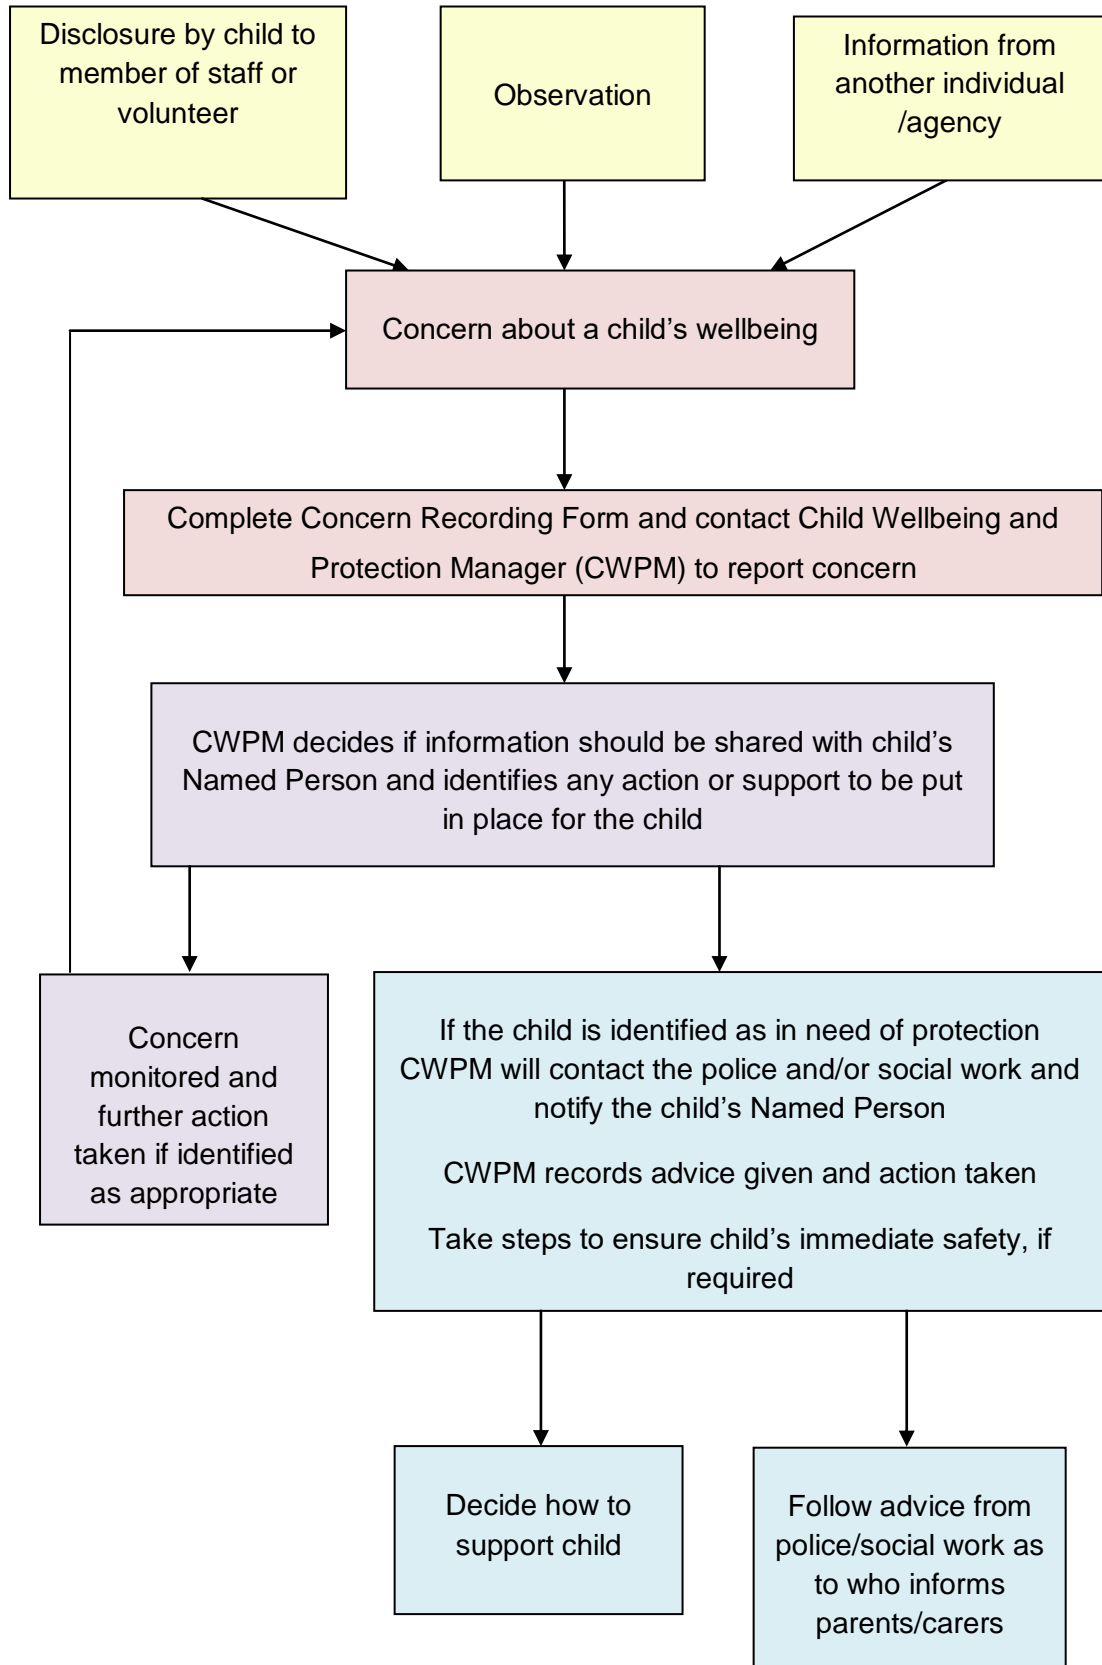 Disclosure by child to
member of staff or
volunteer
Observation
Information from
another individual
/agency
Concern about a child’s wellbeing
Complete Concern Recording Form and contact Child Wellbeing and
Protection Manager (CWPM) to report concern
CWPM decides if information should be shared with child’s
Named Person and identifies any action or support to be put
in place for the child
Concern
monitored and
further action
taken if identified
as appropriate
If the child is identified as in need of protection
CWPM will contact the police and/or social work and
notify the child’s Named Person
CWPM records advice given and action taken
Take steps to ensure child’s immediate safety, if
required
Decide how to
support child
Follow advice from
police/social work as
to who informs
parents/carers